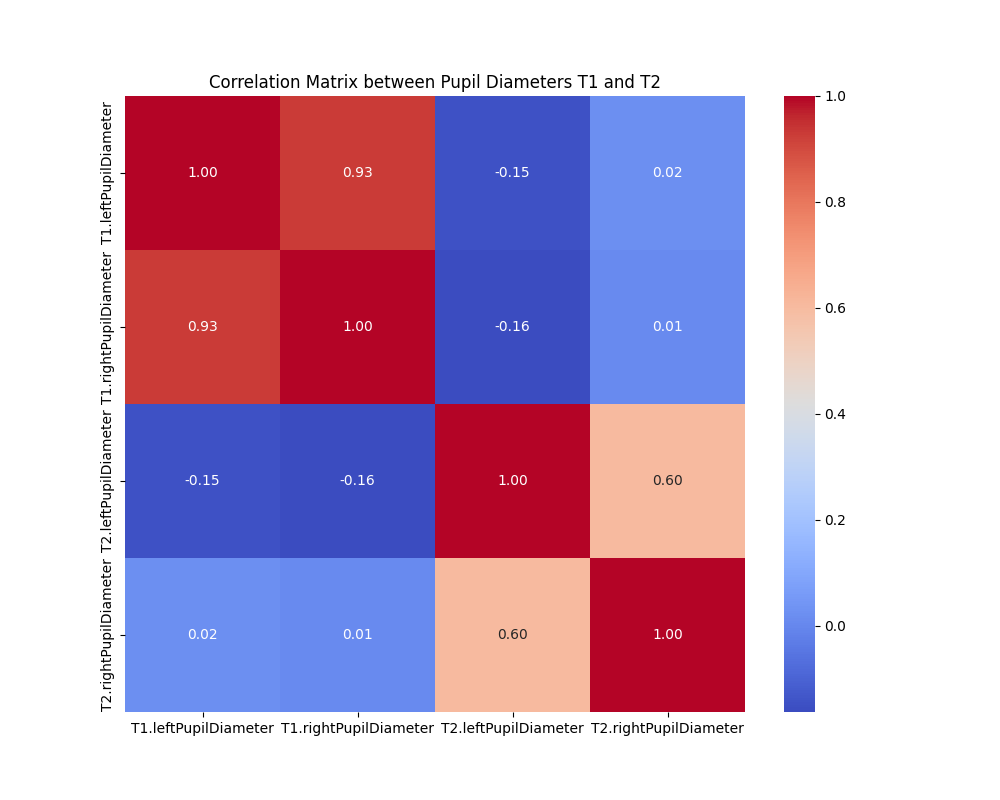 Correlation Matrix between Pupil Diameters T1 and T2
T1.leftPupilDiameter
1.00 0.93 -0.15 0.02
T1.rightPupilDiameter
0.93 1.00 -0.16 0.01
T2.leftPupilDiameter
-0.15 -0.16 1.00 0.60
T2.rightPupilDiameter
0.02 0.01 0.60 1.00
T1.leftPupilDiameter T1.rightPupilDiameter T2.leftPupilDiameter T2.rightPupilDiameter
1.0
0.8
0.6
0.4
0.2
0.0